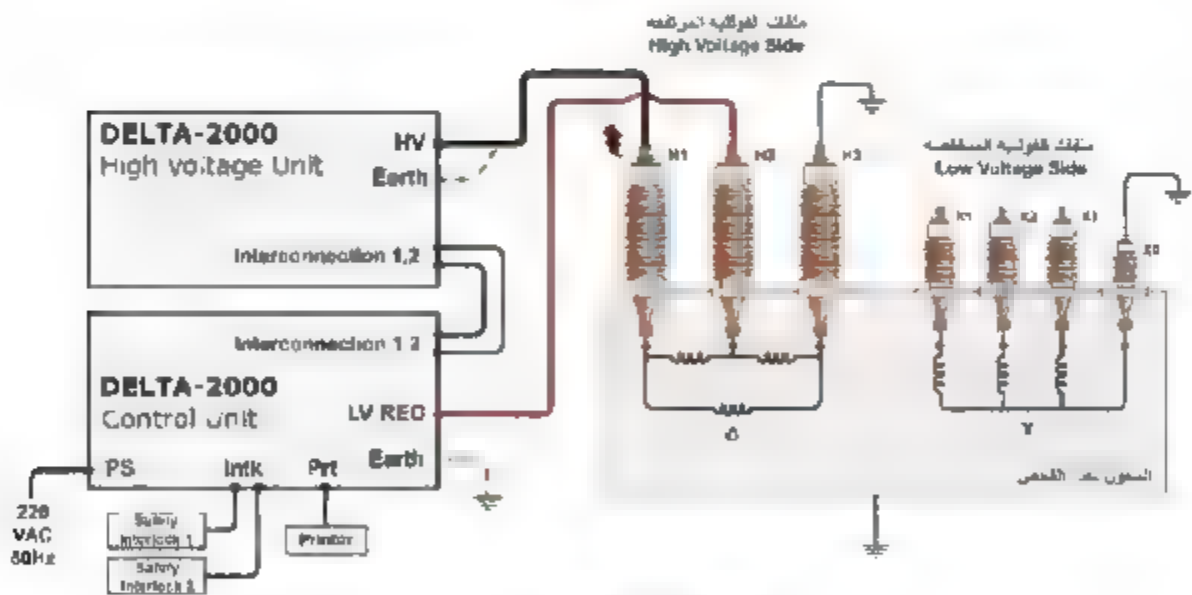 High Voltage Side
DELTA-2000
High voltage Unit
HV
Earth
Interconnection 1,2
H1
H2
H3
Low Voltage Side
X1
X2
X3
X0
Interconnection 1 2
DELTA-2000
Control unit
LV RED
Earth
PS
Intk
Prt
Y
220
VAC
Safety
Interlock 1
Printer
Safety
Interlock 2